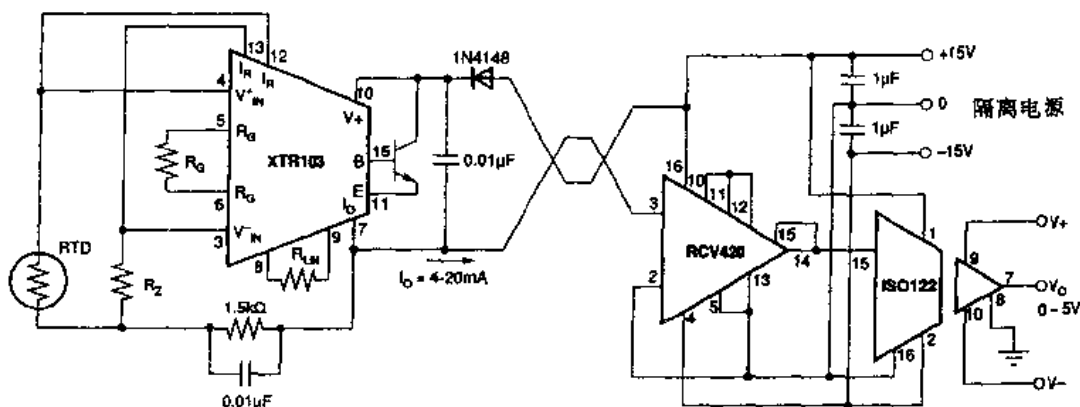 13
12
I_R
I_R
4
V⁺_IN
5
R_G
R_G
R_G
6
V⁻_IN
3
XTR103
10
V+
15
B
E
11
I_O
7
9
8
R_LIN
RTD
R_Z
1.5kΩ
0.01μF
1N4148
0.01μF
I_O = 4-20mA
16
10
11
12
3
2
RCV420
15
14
13
5
4
+15V
1μF
0
1μF
-15V
隔离电源
1
15
ISO122
2
16
9
7
8
10
V+
V_O
0-5V
V-